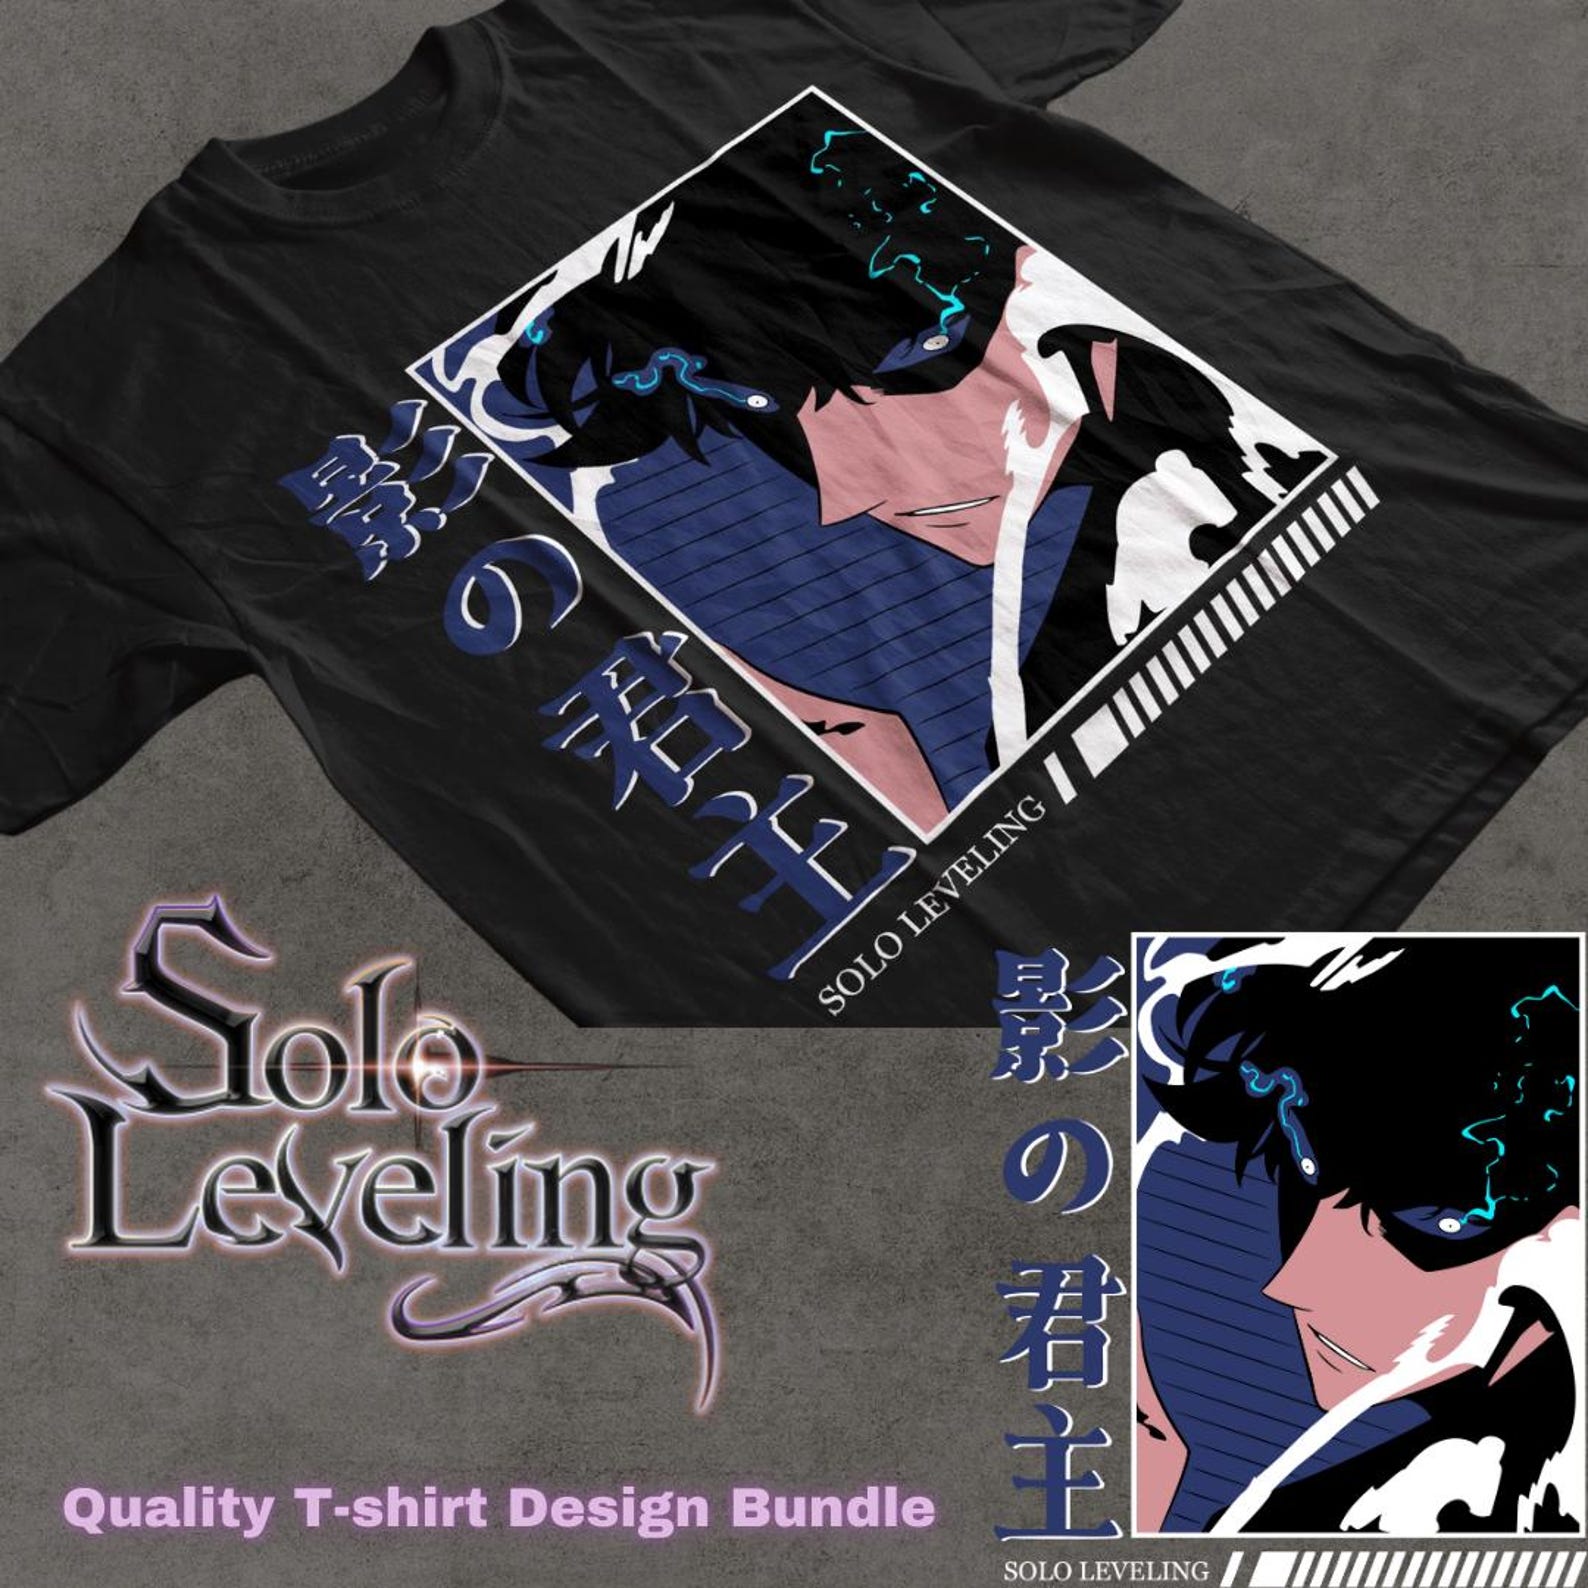 影の君主
SOLO LEVELING
Solo
Leveling
Quality T-shirt Design Bundle
影の君主
SOLO LEVELING